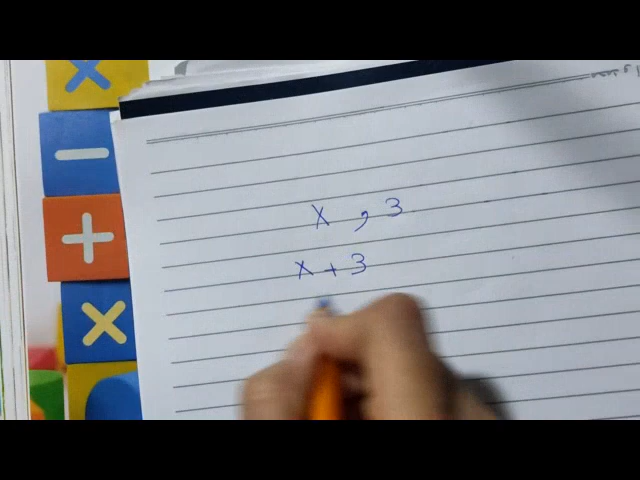 x , 3
x + 3